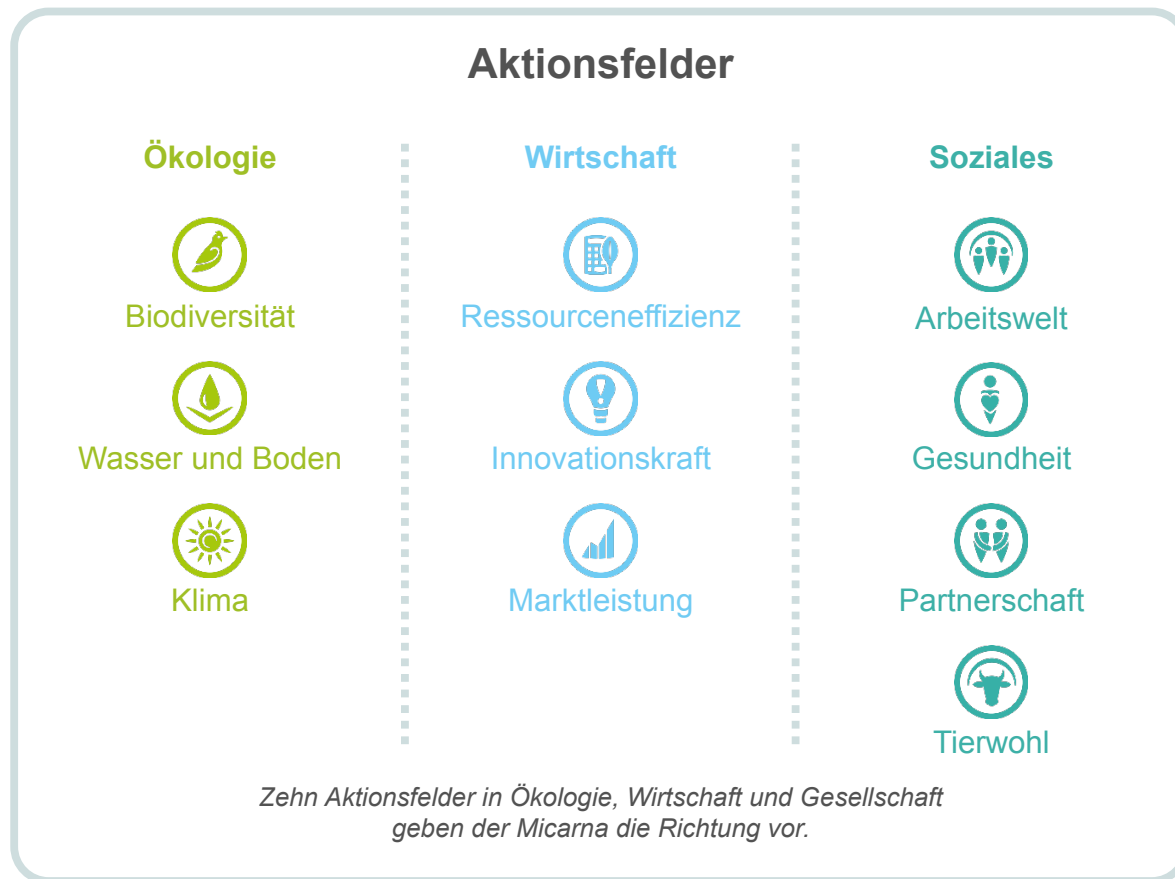 Aktionsfelder
Ökologie
Biodiversität
Wasser und Boden
Klima
Wirtschaft
Ressourceneffizienz
Innovationskraft
Marktleistung
Soziales
Arbeitswelt
Gesundheit
Partnerschaft
Tierwohl
Zehn Aktionsfelder in Ökologie, Wirtschaft und Gesellschaft
geben der Micarna die Richtung vor.